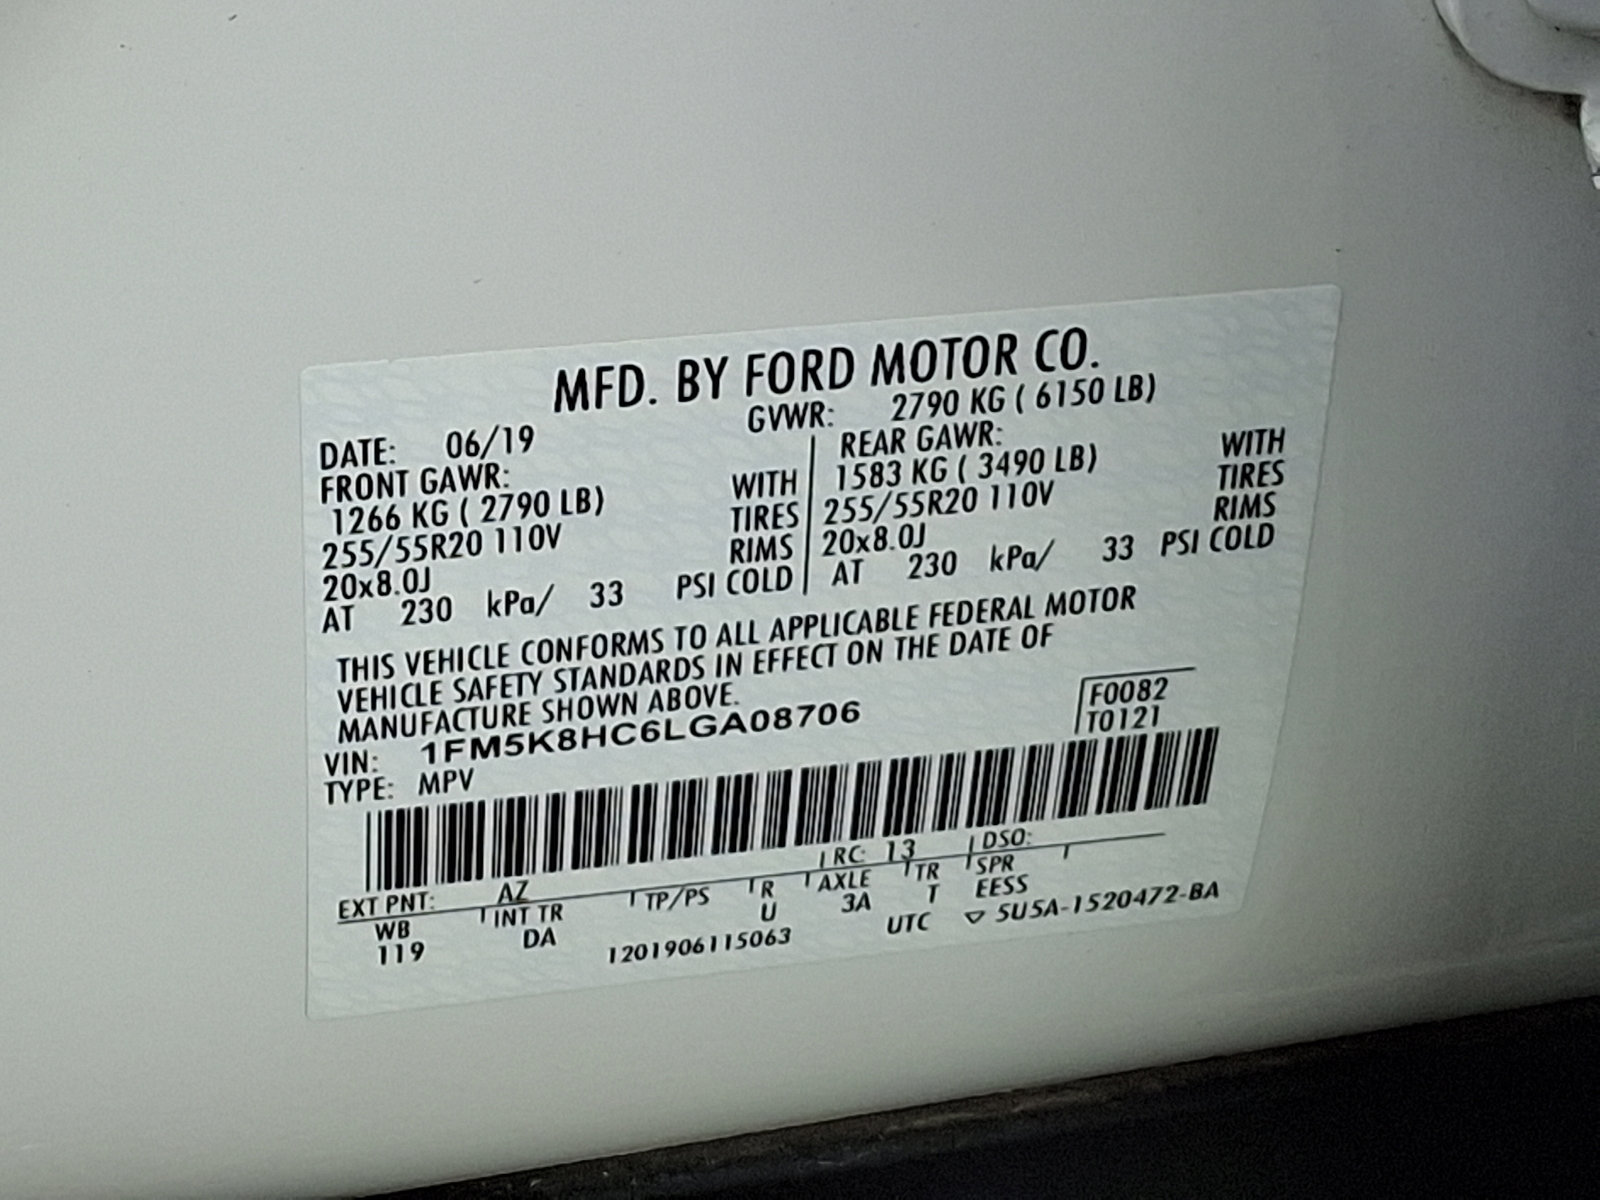 MFD. BY FORD MOTOR CO.
DATE: 06/19 GVWR: 2790 KG ( 6150 LB)
FRONT GAWR: REAR GAWR:
1266 KG ( 2790 LB) WITH 1583 KG ( 3490 LB) WITH
255/55R20 110V TIRES 255/55R20 110V TIRES
20x8.0J RIMS 20x8.0J RIMS
AT 230 kPa/ 33 PSI COLD AT 230 kPa/ 33 PSI COLD
THIS VEHICLE CONFORMS TO ALL APPLICABLE FEDERAL MOTOR
VEHICLE SAFETY STANDARDS IN EFFECT ON THE DATE OF
MANUFACTURE SHOWN ABOVE.
VIN: 1FM5K8HC6LGA08706 F0082
TYPE: MPV T0121
EXT PNT: AZ RC: 13 DSO:
WB INT TR TP/PS R AXLE TR SPR
119 DA U 3A T EESS
1201906115063 UTC ▽ 5U5A-1520472-BA